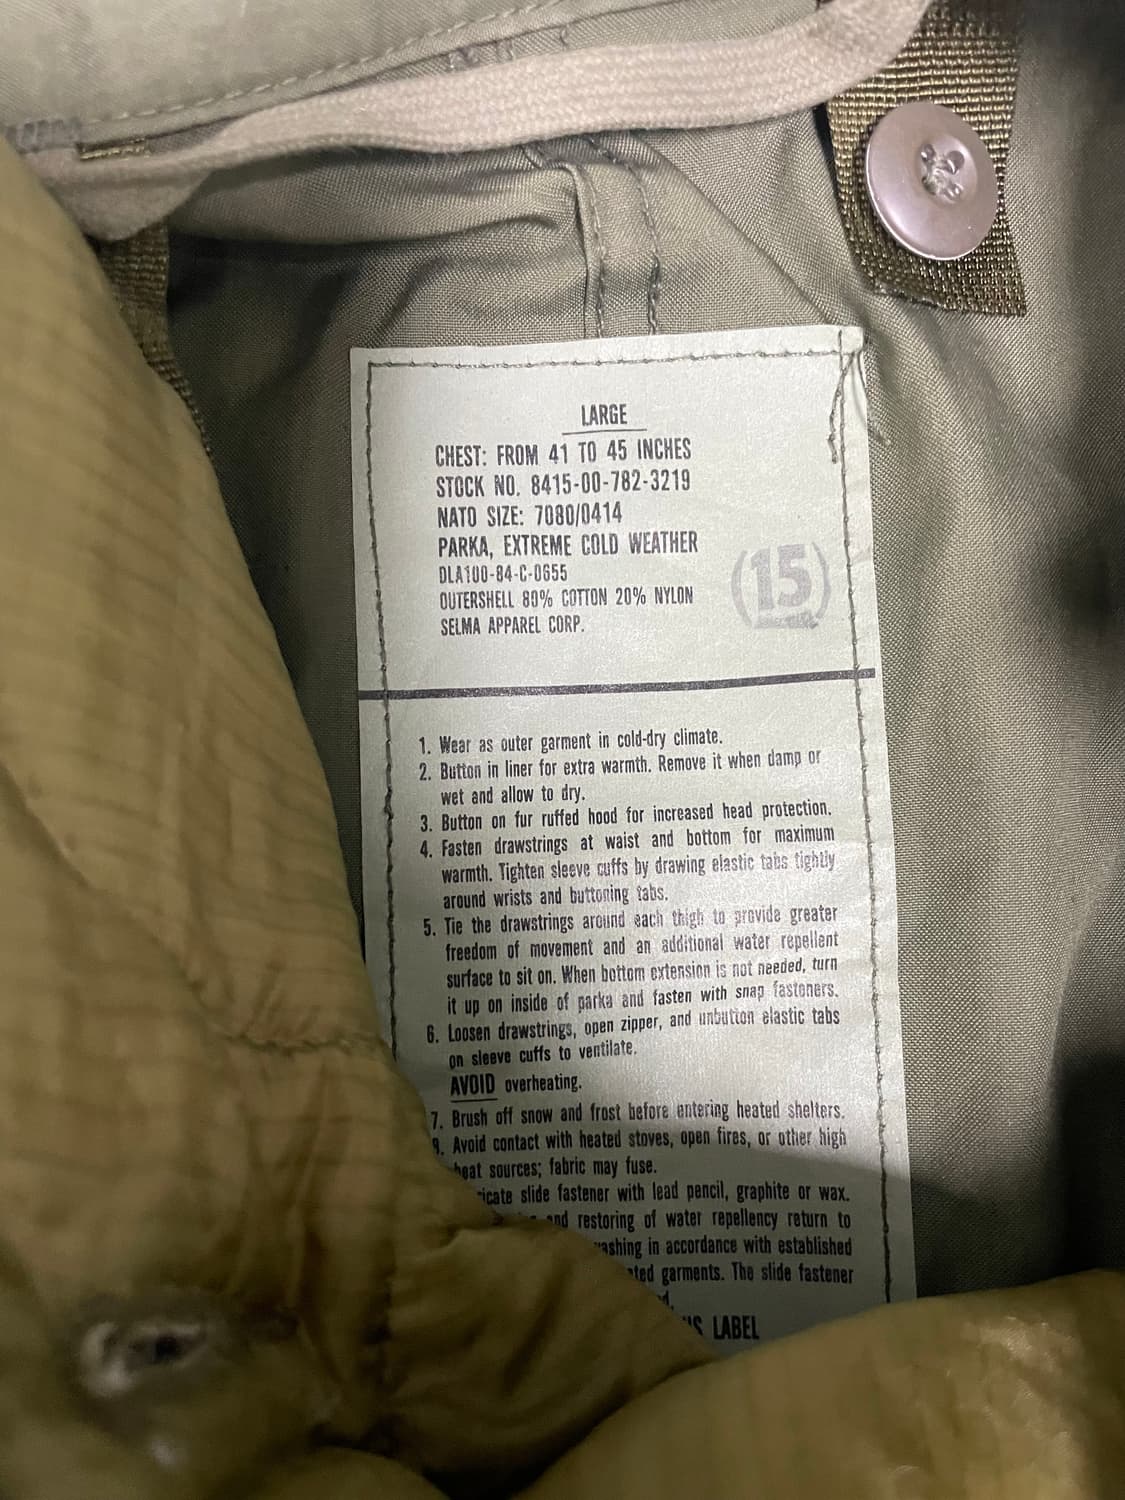 LARGE
CHEST: FROM 41 TO 45 INCHES
STOCK NO. 8415-00-782-3219
NATO SIZE: 7080/0414
PARKA, EXTREME COLD WEATHER
DLA100-84-C-0655
OUTERSHELL 80% COTTON 20% NYLON
SELMA APPAREL CORP.
(15)
1. Wear as outer garment in cold-dry climate.
2. Button in liner for extra warmth. Remove it when damp or
wet and allow to dry.
3. Button on fur ruffed hood for increased head protection.
4. Fasten drawstrings at waist and bottom for maximum
warmth. Tighten sleeve cuffs by drawing elastic tabs tightly
around wrists and buttoning tabs.
5. Tie the drawstrings around each thigh to provide greater
freedom of movement and an additional water repellent
surface to sit on. When bottom extension is not needed, turn
it up on inside of parka and fasten with snap fasteners.
6. Loosen drawstrings, open zipper, and unbutton elastic tabs
on sleeve cuffs to ventilate.
AVOID overheating.
7. Brush off snow and frost before entering heated shelters.
8. Avoid contact with heated stoves, open fires, or other high
heat sources; fabric may fuse.
slide fastener with lead pencil, graphite or wax.
and restoring of water repellency return to
in accordance with established
garments. The slide fastener
LABEL